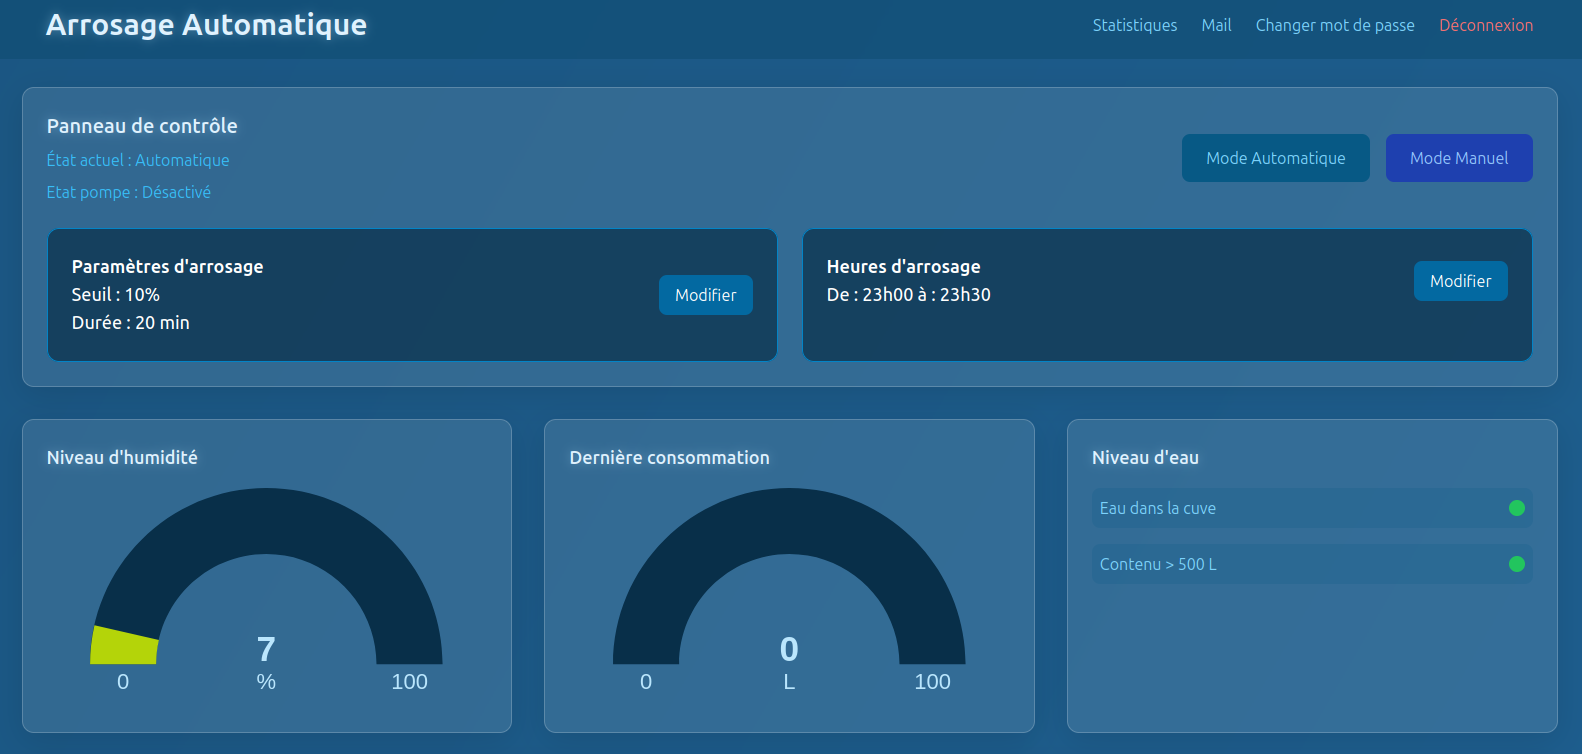 Arrosage Automatique
Statistiques
Mail
Changer mot de passe
Déconnexion
Panneau de contrôle
État actuel : Automatique
Etat pompe : Désactivé
Mode Automatique
Mode Manuel
Paramètres d'arrosage
Seuil : 10%
Durée : 20 min
Modifier
Heures d'arrosage
De : 23h00 à : 23h30
Modifier
Niveau d'humidité
7
0
%
100
Dernière consommation
0
0
L
100
Niveau d'eau
Eau dans la cuve
Contenu > 500 L